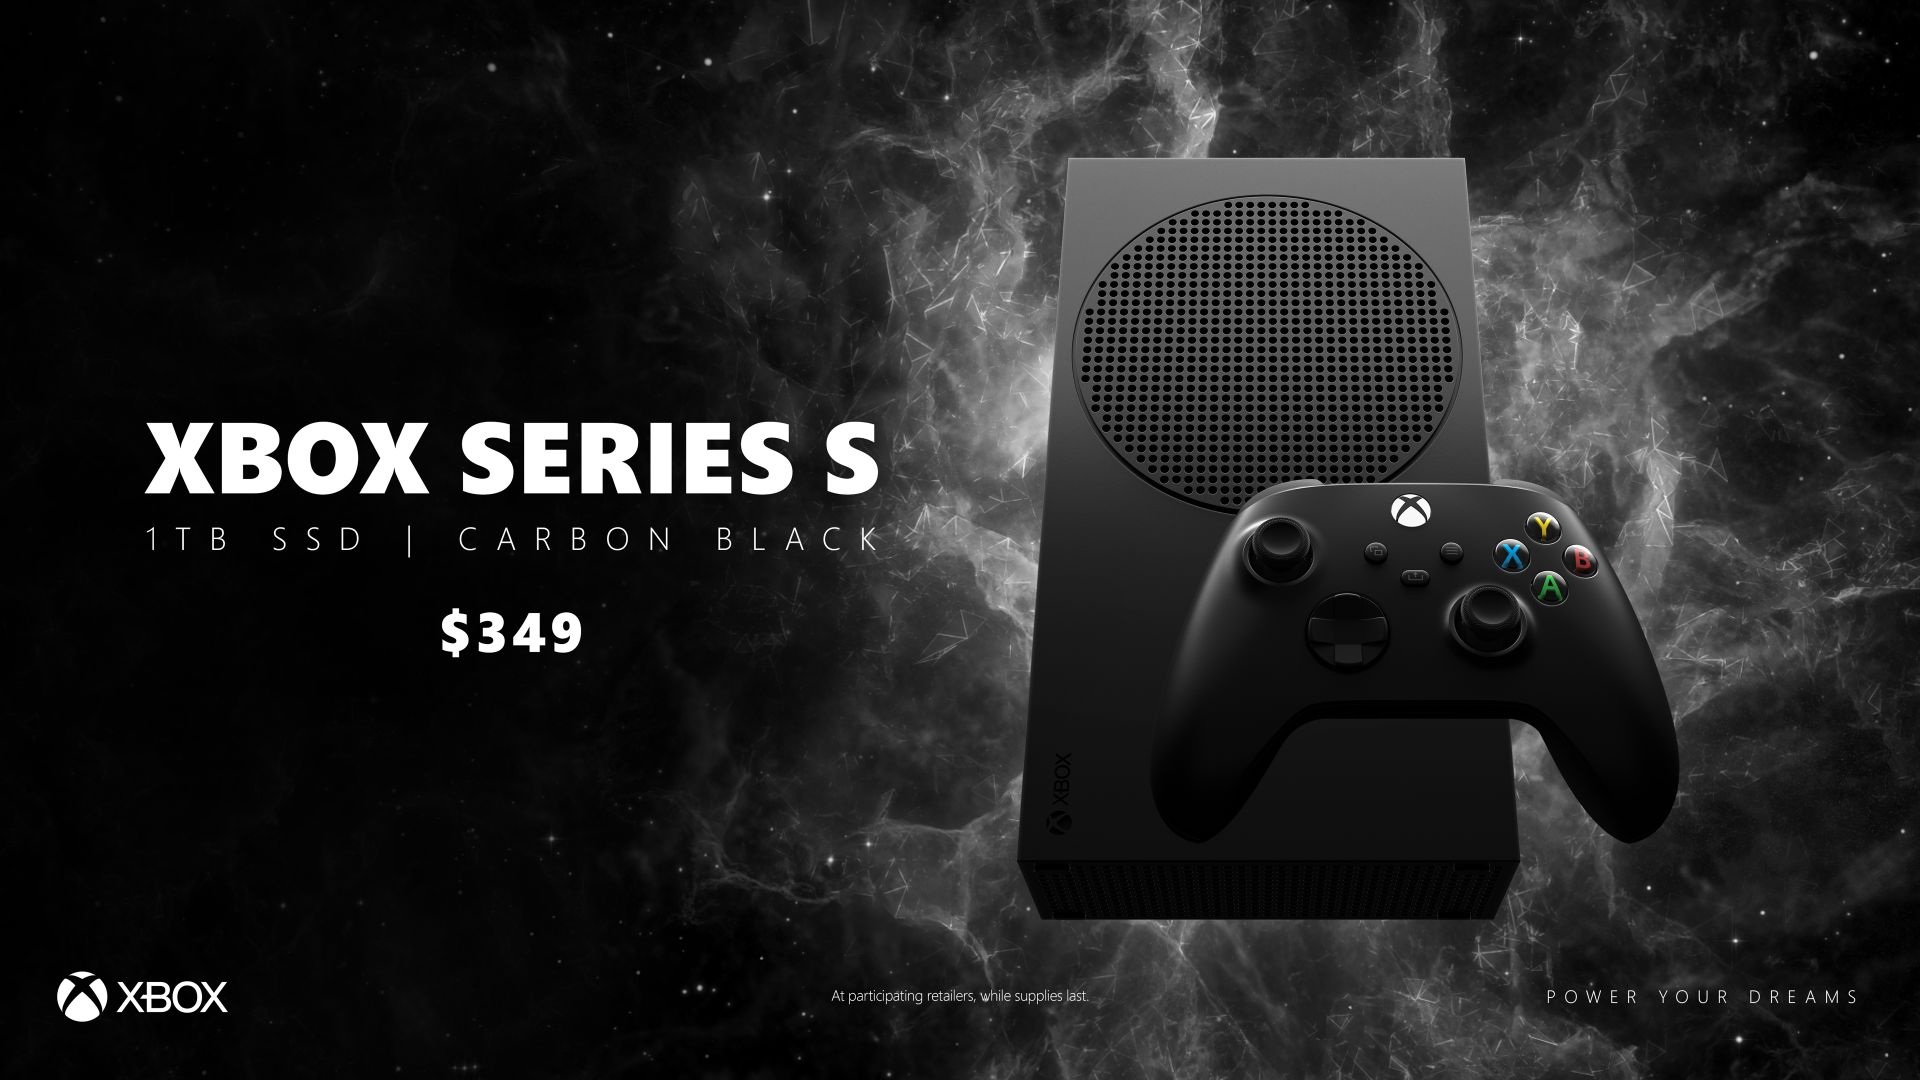 XBOX SERIES S
1TB SSD | CARBON BLACK
$349
Y
X
B
A
XBOX
XBOX
At participating retailers, while supplies last.
POWER YOUR DREAMS